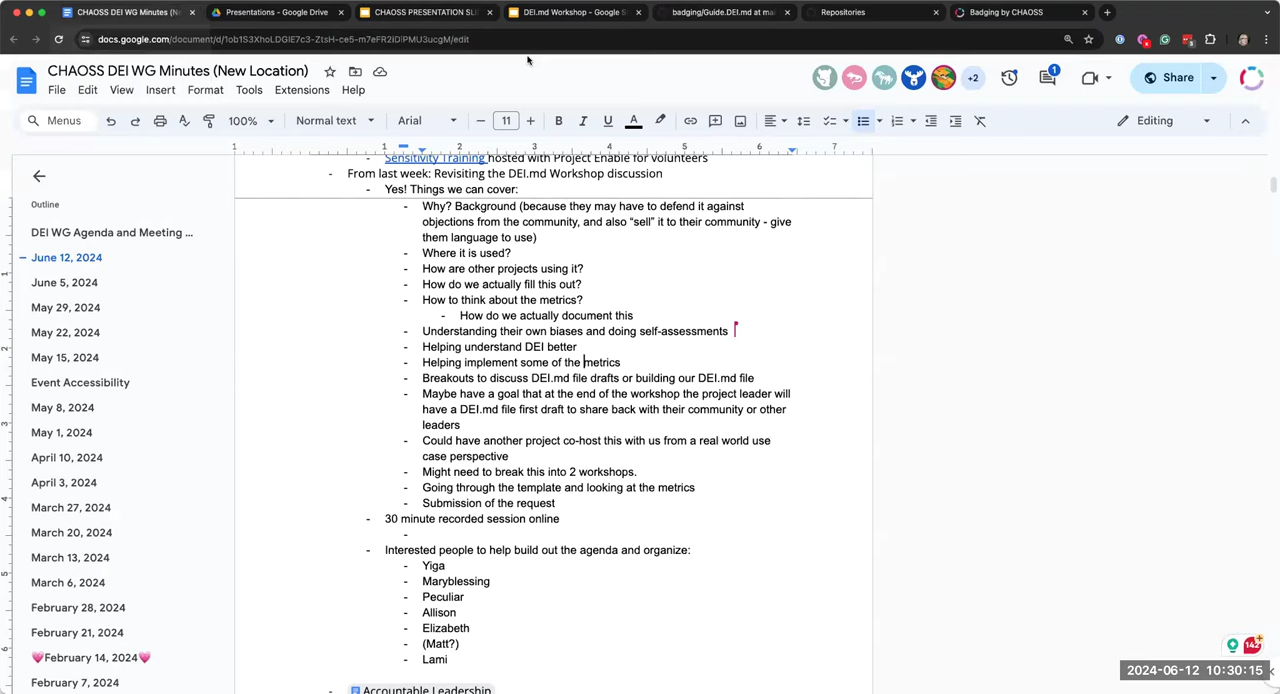 CHAOSS DEI WG Minutes (New L
Presentations - Google Drive
CHAOSS PRESENTATION SLI
DEI.md Workshop - Google S
badging/Guide.DEI.md at ma
Repositories
Badging by CHAOSS
CHAOSS DEI WG Minutes (New Location)
File Edit View Insert Format Tools Extensions Help
Share
Menus 100% Normal text Arial 11 Editing
Outline
DEI WG Agenda and Meeting ...
June 12, 2024
June 5, 2024
May 29, 2024
May 22, 2024
May 15, 2024
Event Accessibility
May 8, 2024
May 1, 2024
April 10, 2024
April 3, 2024
March 27, 2024
March 20, 2024
March 13, 2024
March 6, 2024
February 28, 2024
February 21, 2024
💗February 14, 2024💗
February 7, 2024
- Sensitivity Training hosted with Project Enable for volunteers
- From last week: Revisiting the DEI.md Workshop discussion
- Yes! Things we can cover:
- Why? Background (because they may have to defend it against
objections from the community, and also “sell” it to their community - give
them language to use)
- Where it is used?
- How are other projects using it?
- How do we actually fill this out?
- How to think about the metrics?
- How do we actually document this
- Understanding their own biases and doing self-assessments
- Helping understand DEI better
- Helping implement some of the metrics
- Breakouts to discuss DEI.md file drafts or building our DEI.md file
- Maybe have a goal that at the end of the workshop the project leader will
have a DEI.md file first draft to share back with their community or other
leaders
- Could have another project co-host this with us from a real world use
case perspective
- Might need to break this into 2 workshops.
- Going through the template and looking at the metrics
- Submission of the request
- 30 minute recorded session online
-
- Interested people to help build out the agenda and organize:
- Yiga
- Maryblessing
- Peculiar
- Allison
- Elizabeth
- (Matt?)
- Lami
- Accountable Leadership
142
2024-06-12 10:30:15